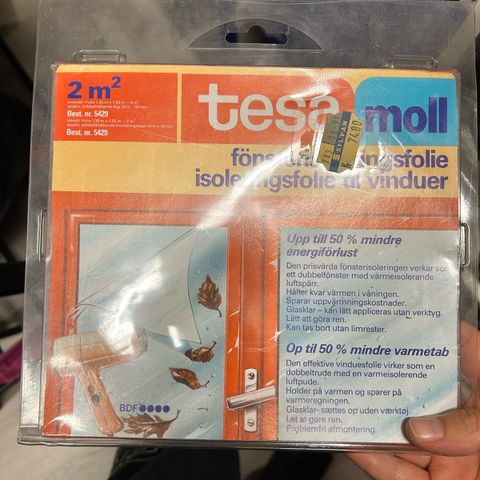 2 m²
Best. nr. 5429
Best. nr. 5429
tesa moll
isoleringsfolie til vinduer
SYLVAN
Upp till 50 % mindre
energiförlust
Den prisvärda fönsterisoleringen verkar som
ett dubbelfönster med värmeisolerande
luftspärr.
Håller kvar värmen i våningen.
Sparar uppvärmningskostnader.
Glasklar – kan lätt appliceras utan verktyg.
Lätt att göra ren.
Kan tas bort utan limrester.
Op til 50 % mindre varmetab
Den effektive vinduesfolie virker som en
dobbeltrude med en varmeisolerende
luftpude.
Holder på varmen og sparer på
varmeregningen.
Glasklar- sættes op uden værktøj.
Let at gøre ren.
Problemfri afmontering.
BDF